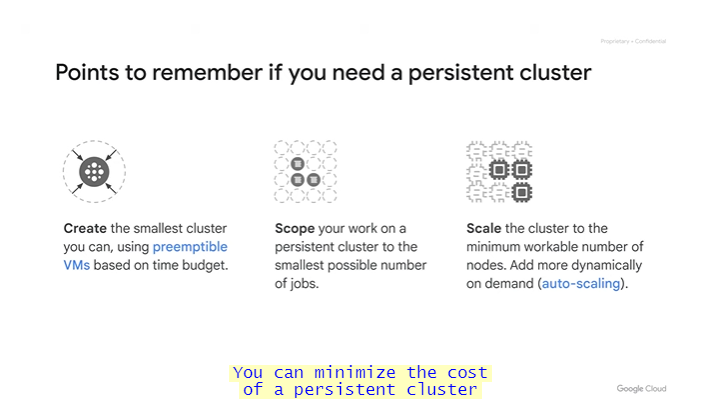 Proprietary + Confidential
Points to remember if you need a persistent cluster
Create the smallest cluster
you can, using preemptible
VMs based on time budget.
Scope your work on a
persistent cluster to the
smallest possible number
of jobs.
Scale the cluster to the
minimum workable number of
nodes. Add more dynamically
on demand (auto-scaling).
You can minimize the cost
of a persistent cluster
Google Cloud